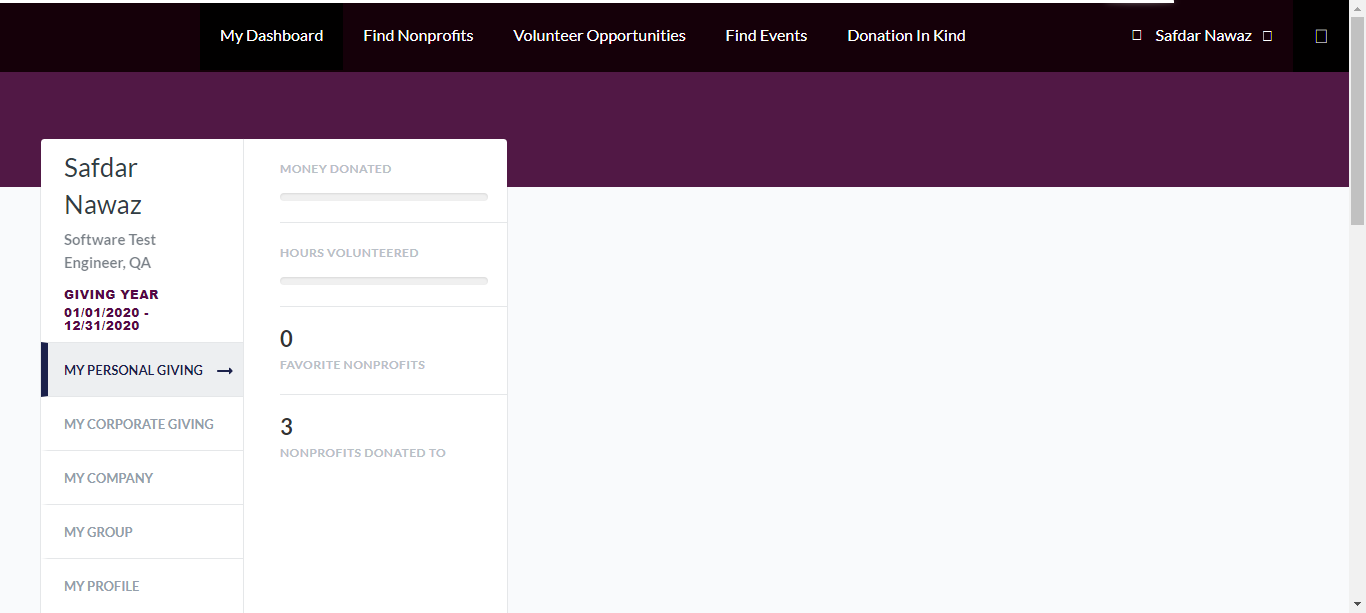 My Dashboard Find Nonprofits Volunteer Opportunities Find Events Donation In Kind Safdar Nawaz
Safdar
Nawaz
Software Test
Engineer, QA
GIVING YEAR
01/01/2020 -
12/31/2020
MY PERSONAL GIVING
MY CORPORATE GIVING
MY COMPANY
MY GROUP
MY PROFILE
MONEY DONATED
HOURS VOLUNTEERED
0
FAVORITE NONPROFITS
3
NONPROFITS DONATED TO